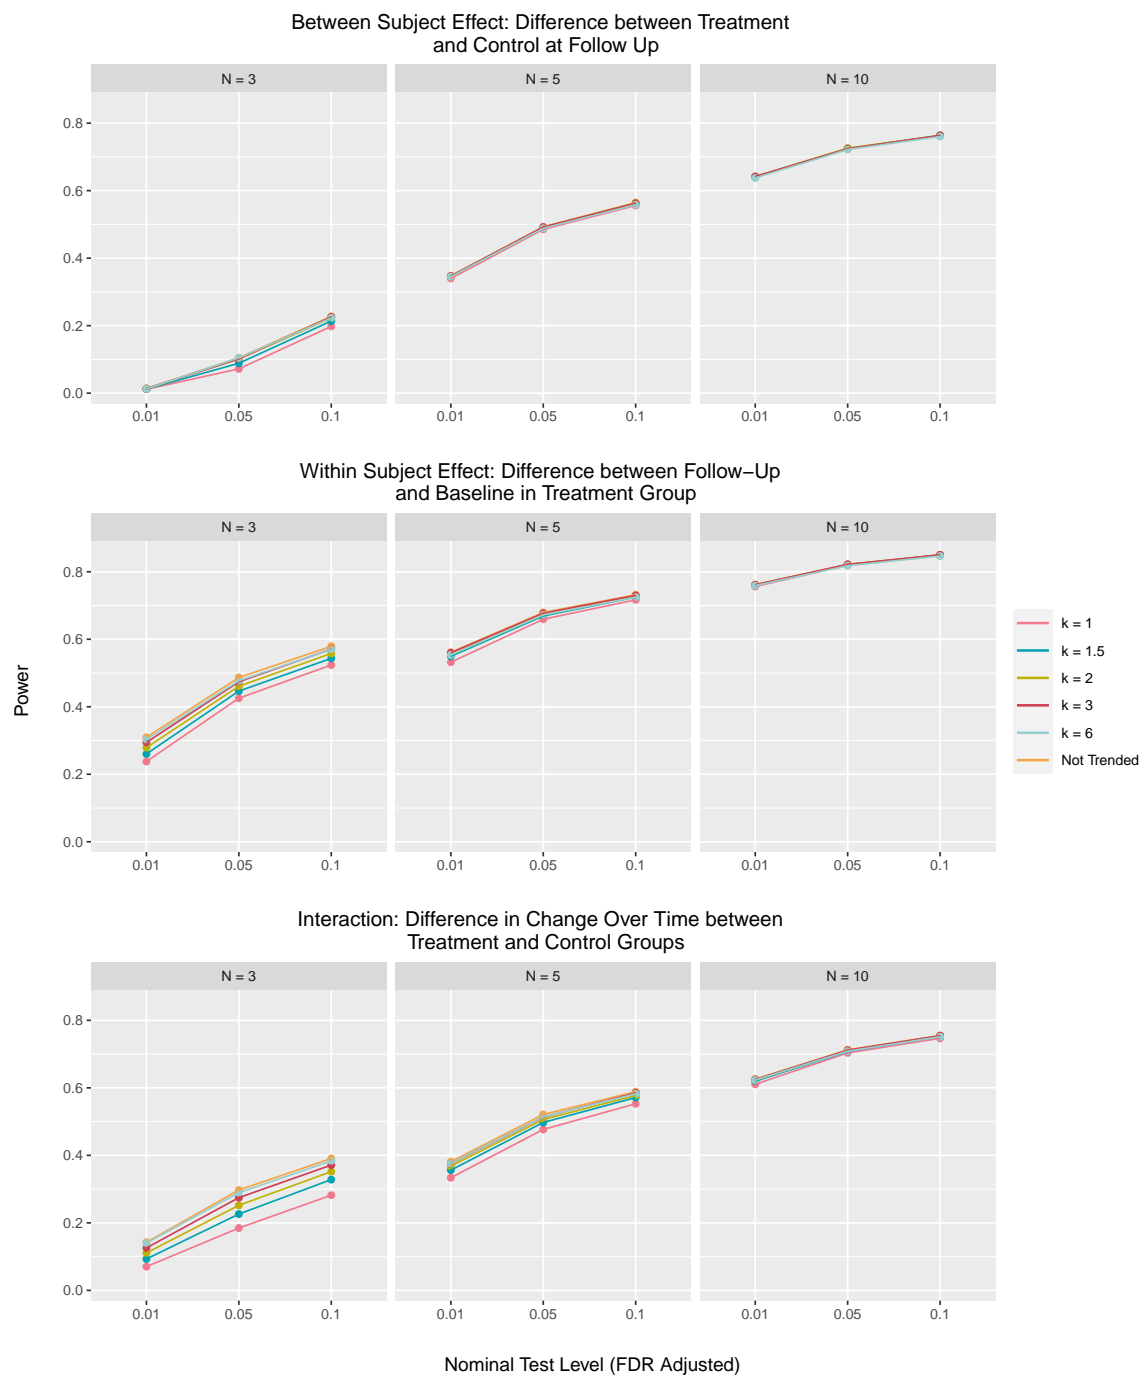 Between Subject Effect: Difference between Treatment
and Control at Follow Up
N = 3
N = 5
N = 10
0.8
0.6
0.4
0.2
0.0
0.01
0.05
0.1
0.01
0.05
0.1
0.01
0.05
0.1
Within Subject Effect: Difference between Follow−Up
and Baseline in Treatment Group
N = 3
N = 5
N = 10
0.8
0.6
0.4
0.2
0.0
0.01
0.05
0.1
0.01
0.05
0.1
0.01
0.05
0.1
Power
k = 1
k = 1.5
k = 2
k = 3
k = 6
Not Trended
Interaction: Difference in Change Over Time between
Treatment and Control Groups
N = 3
N = 5
N = 10
0.8
0.6
0.4
0.2
0.0
0.01
0.05
0.1
0.01
0.05
0.1
0.01
0.05
0.1
Nominal Test Level (FDR Adjusted)